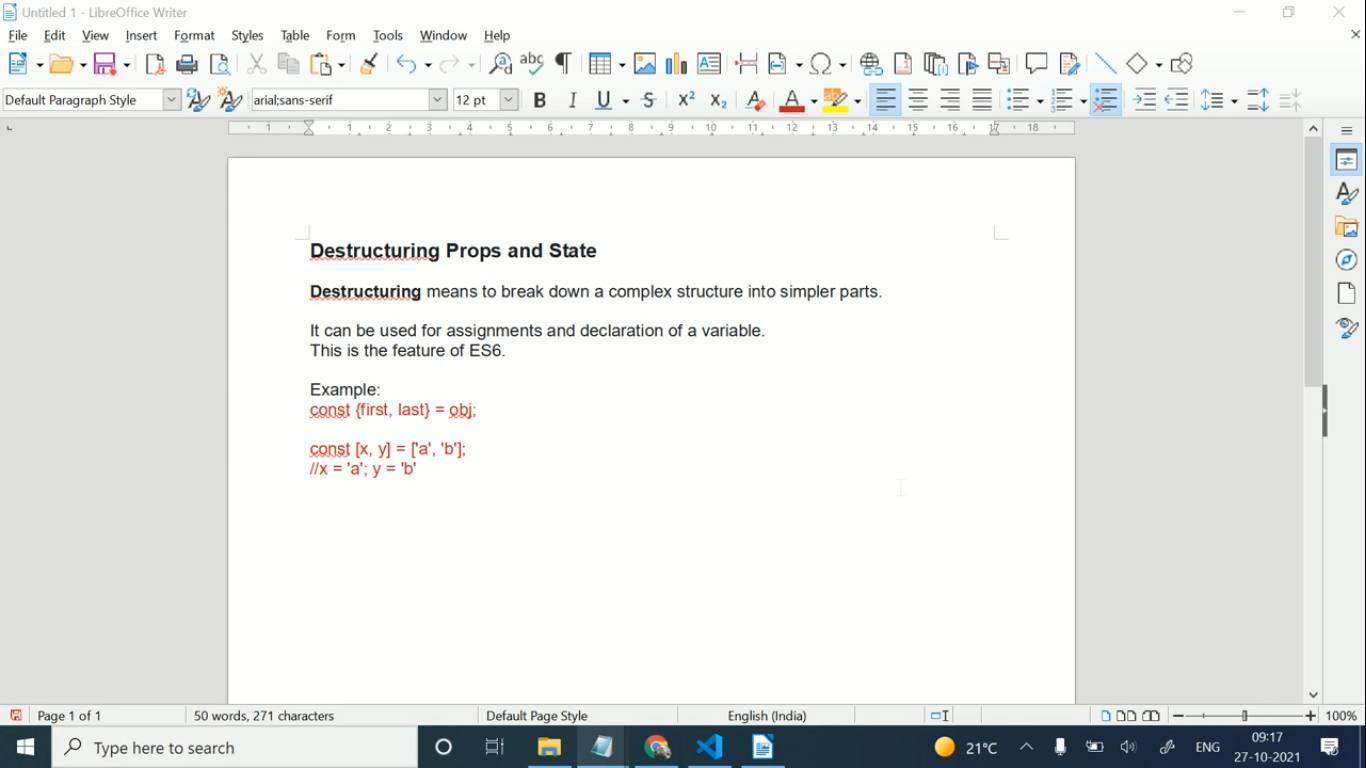 Untitled 1 - LibreOffice Writer
File Edit View Insert Format Styles Table Form Tools Window Help
Default Paragraph Style arial;sans-serif 12 pt
1 1 2 3 4 5 6 7 8 9 10 11 12 13 14 15 16 17 18
Destructuring Props and State
Destructuring means to break down a complex structure into simpler parts.
It can be used for assignments and declaration of a variable.
This is the feature of ES6.
Example:
const {first, last} = obj;
const [x, y] = ['a', 'b'];
//x = 'a'; y = 'b'
Page 1 of 1 50 words, 271 characters Default Page Style English (India) 100%
Type here to search 21°C ENG 09:17
27-10-2021